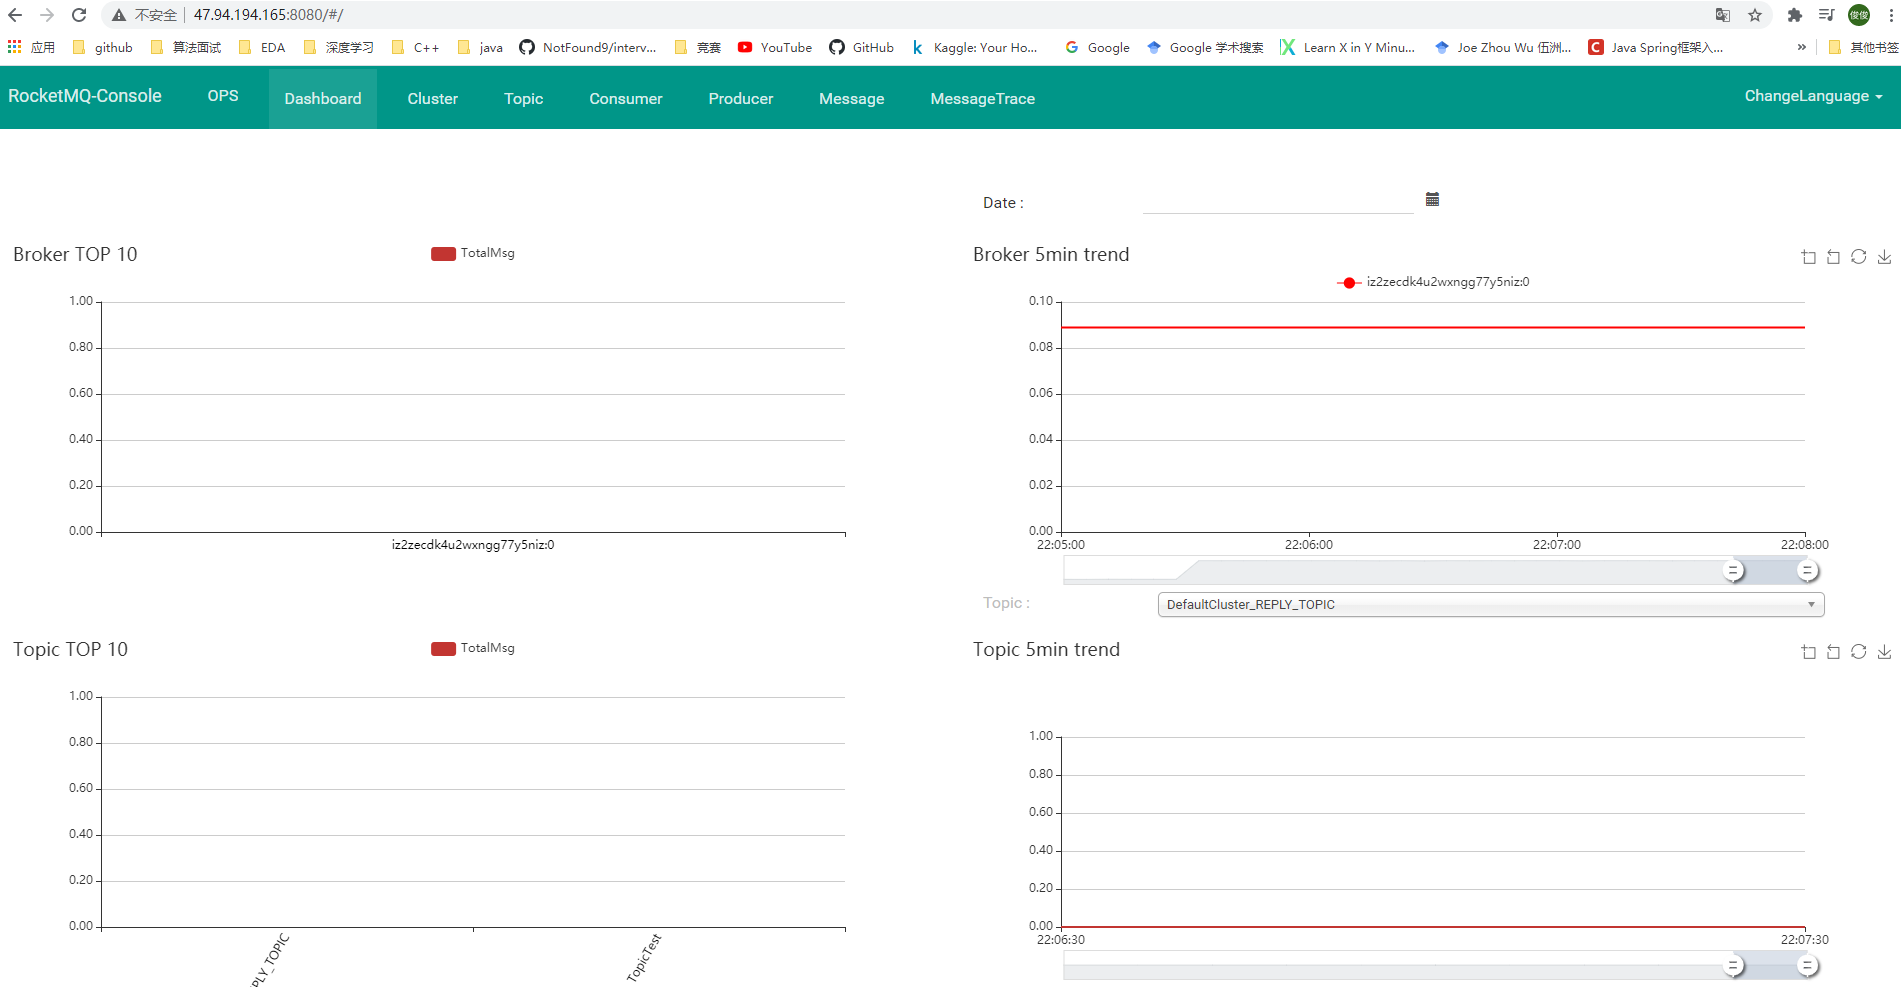 不安全 47.94.194.165:8080/#/ 俊俊
应用 github 算法面试 EDA 深度学习 C++ java NotFound9/interv... 竞赛 YouTube GitHub Kaggle: Your Ho... Google Google 学术搜索 Learn X in Y Minu... Joe Zhou Wu 伍洲... Java Spring框架入... » 其他书签
RocketMQ-Console OPS Dashboard Cluster Topic Consumer Producer Message MessageTrace ChangeLanguage
Date :
Broker TOP 10
TotalMsg
1.00
0.80
0.60
0.40
0.20
0.00
iz2zecdk4u2wxngg77y5niz:0
Broker 5min trend
iz2zecdk4u2wxngg77y5niz:0
0.10
0.08
0.06
0.04
0.02
0.00
22:05:00 22:06:00 22:07:00 22:08:00
Topic : DefaultCluster_REPLY_TOPIC
Topic TOP 10
TotalMsg
1.00
0.80
0.60
0.40
0.20
0.00
PLY_TOPIC TopicTest
Topic 5min trend
1.00
0.80
0.60
0.40
0.20
0.00
22:06:30 22:07:30